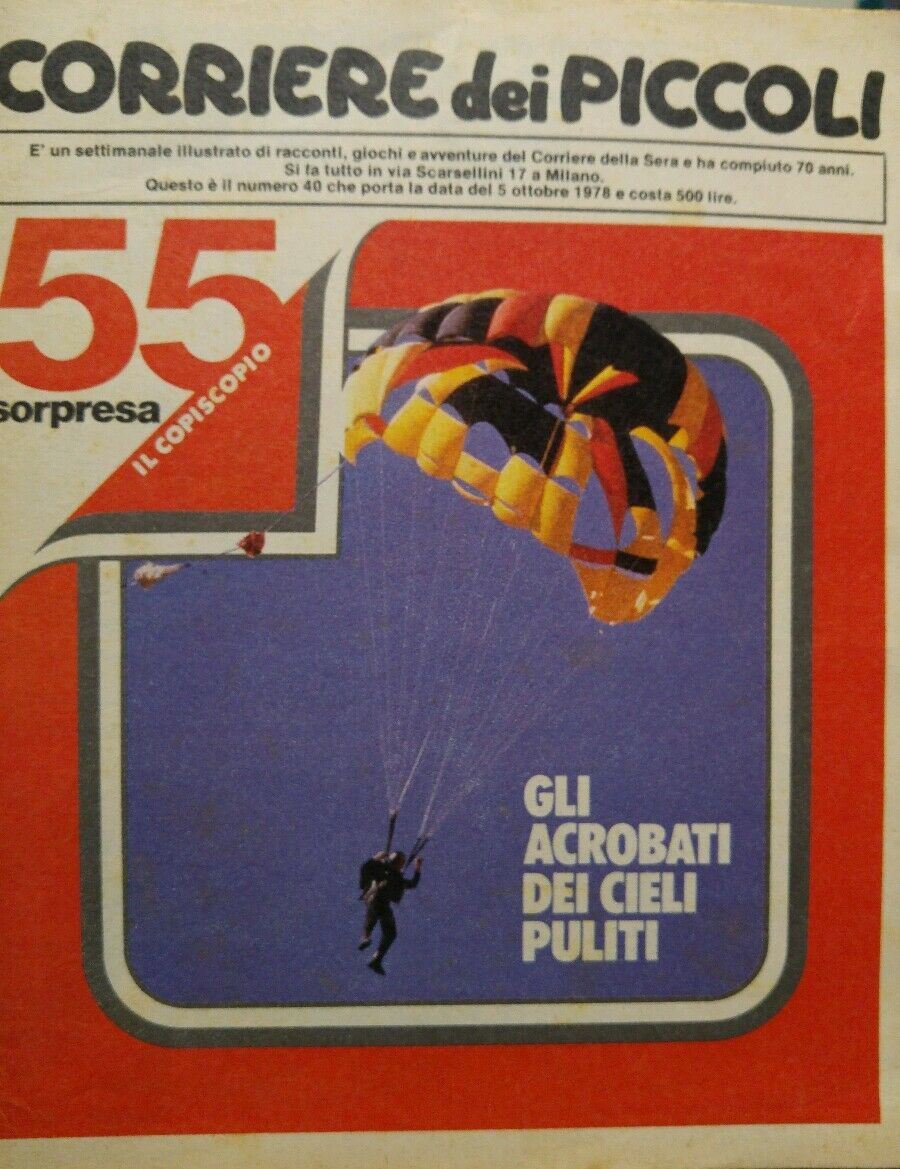 CORRIERE dei PICCOLI
E' un settimanale illustrato di racconti, giochi e avventure del Corriere della Sera e ha compiuto 70 anni.
Si fa tutto in via Scarsellini 17 a Milano.
Questo è il numero 40 che porta la data del 5 ottobre 1978 e costa 500 lire.
55
sorpresa
IL COPISCOPIO
GLI
ACROBATI
DEI CIELI
PULITI